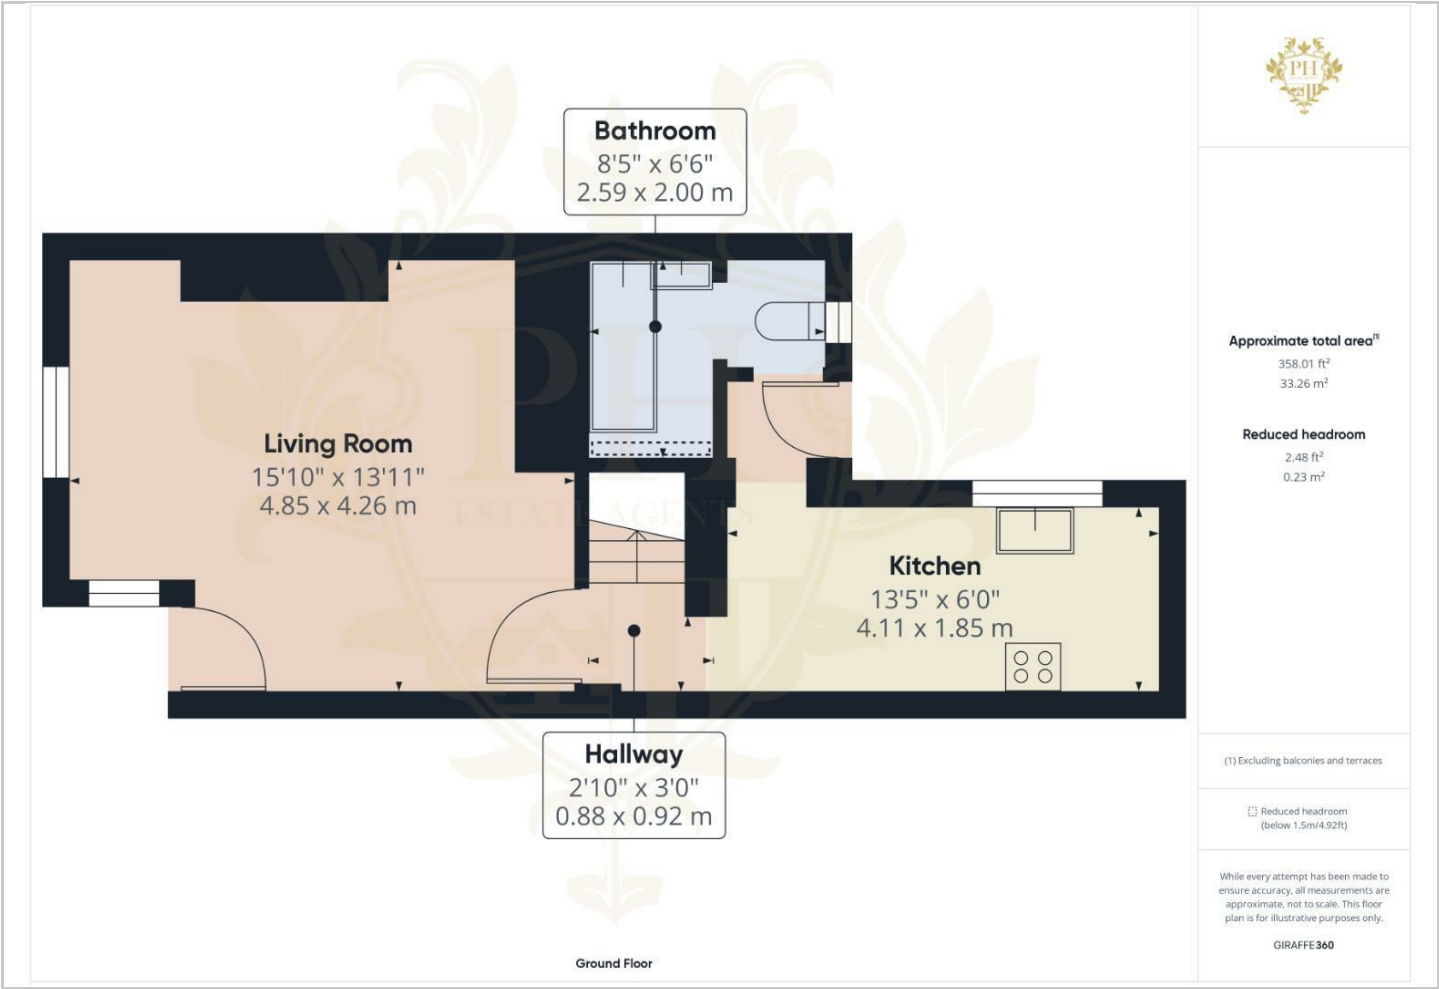 Bathroom
8'5" x 6'6"
2.59 x 2.00 m
Living Room
15'10" x 13'11"
4.85 x 4.26 m
Kitchen
13'5" x 6'0"
4.11 x 1.85 m
Hallway
2'10" x 3'0"
0.88 x 0.92 m
Ground Floor
PH
ESTATE AGENTS
PH
Approximate total area(1)
358.01 ft²
33.26 m²
Reduced headroom
2.48 ft²
0.23 m²
(1) Excluding balconies and terraces
Reduced headroom
(below 1.5m/4.92ft)
While every attempt has been made to
ensure accuracy, all measurements are
approximate, not to scale. This floor
plan is for illustrative purposes only.
GIRAFFE360